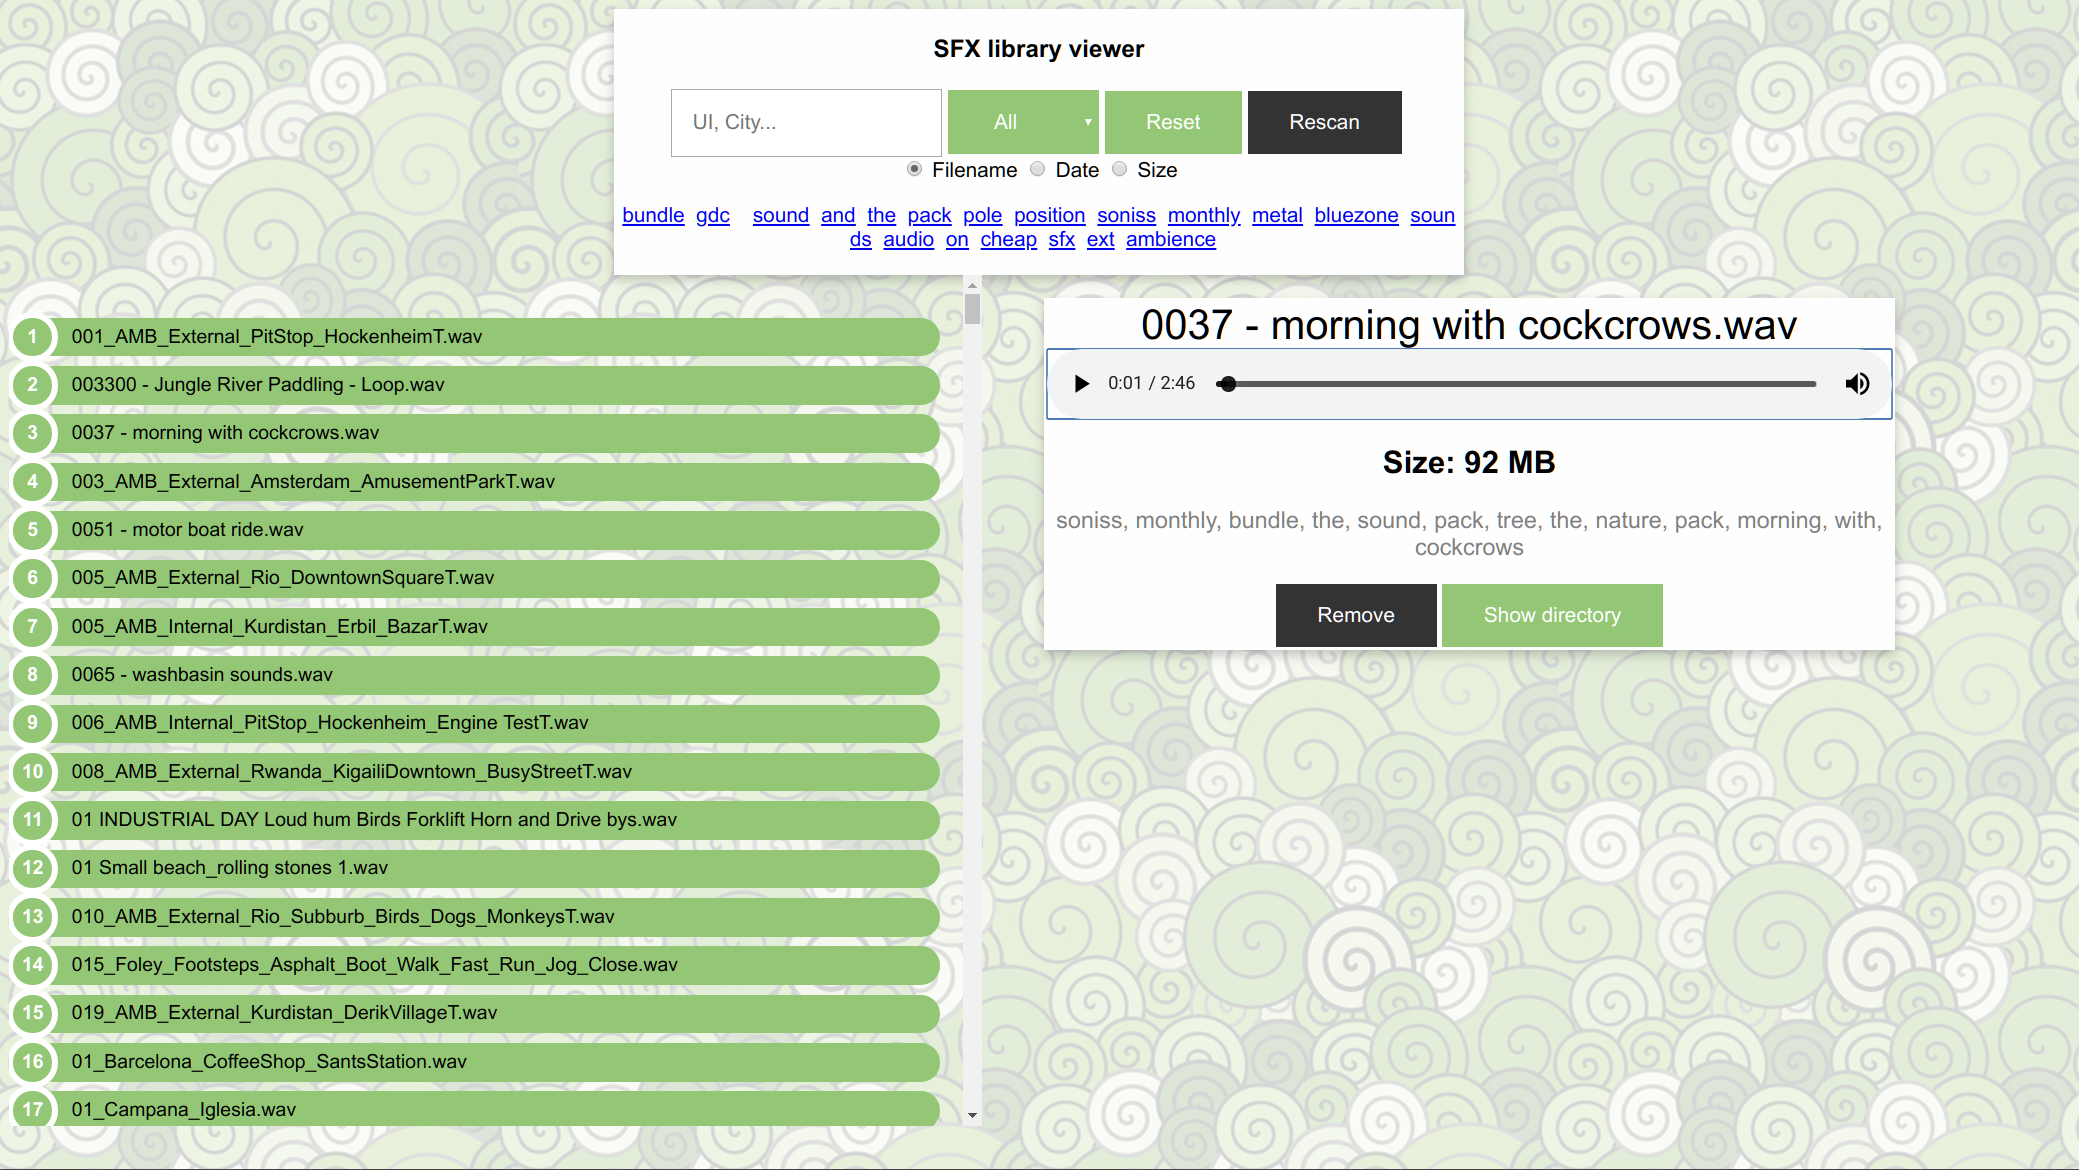 SFX library viewer
UI, City...
All
Reset
Rescan
Filename Date Size
bundle gdc sound and the pack pole position soniss monthly metal bluezone soun
ds audio on cheap sfx ext ambience
1 001_AMB_External_PitStop_HockenheimT.wav
2 003300 - Jungle River Paddling - Loop.wav
3 0037 - morning with cockcrows.wav
4 003_AMB_External_Amsterdam_AmusementParkT.wav
5 0051 - motor boat ride.wav
6 005_AMB_External_Rio_DowntownSquareT.wav
7 005_AMB_Internal_Kurdistan_Erbil_BazarT.wav
8 0065 - washbasin sounds.wav
9 006_AMB_Internal_PitStop_Hockenheim_Engine TestT.wav
10 008_AMB_External_Rwanda_KigailiDowntown_BusyStreetT.wav
11 01 INDUSTRIAL DAY Loud hum Birds Forklift Horn and Drive bys.wav
12 01 Small beach_rolling stones 1.wav
13 010_AMB_External_Rio_Subburb_Birds_Dogs_MonkeysT.wav
14 015_Foley_Footsteps_Asphalt_Boot_Walk_Fast_Run_Jog_Close.wav
15 019_AMB_External_Kurdistan_DerikVillageT.wav
16 01_Barcelona_CoffeeShop_SantsStation.wav
17 01_Campana_Iglesia.wav
0037 - morning with cockcrows.wav
0:01 / 2:46
Size: 92 MB
soniss, monthly, bundle, the, sound, pack, tree, the, nature, pack, morning, with,
cockcrows
Remove
Show directory